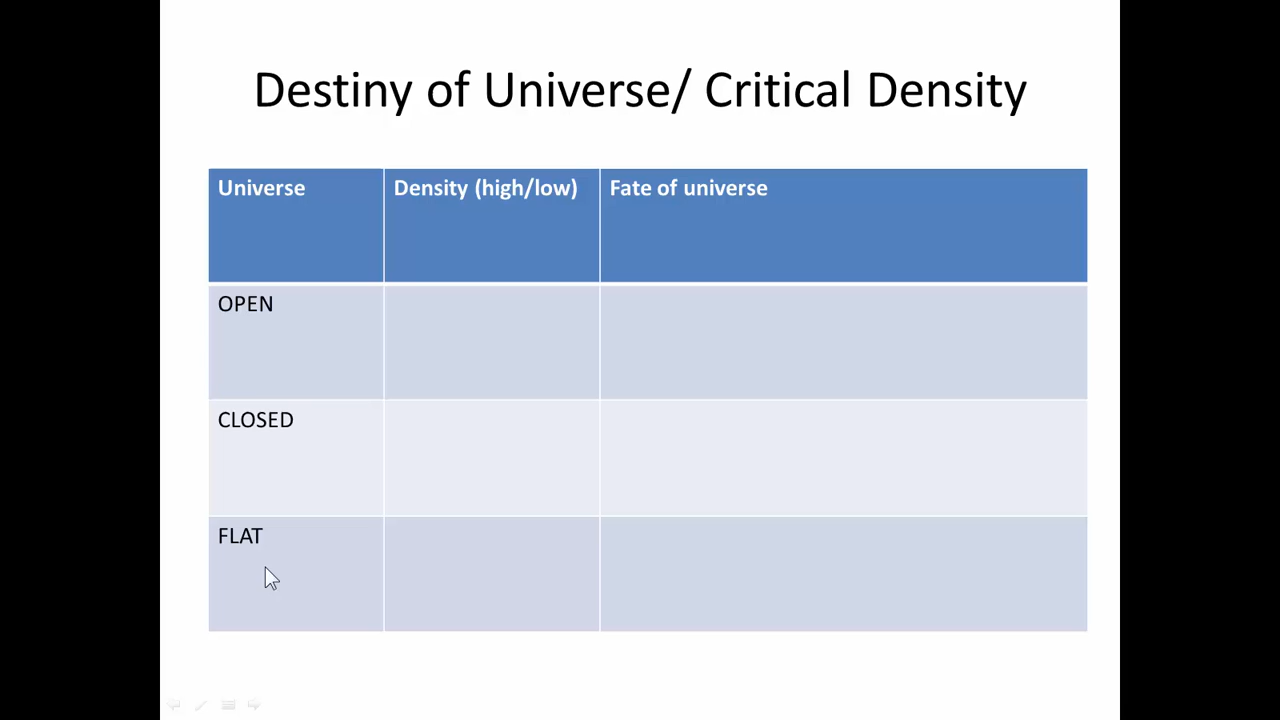 Destiny of Universe/ Critical Density
Universe
Density (high/low)
Fate of universe
OPEN
CLOSED
FLAT